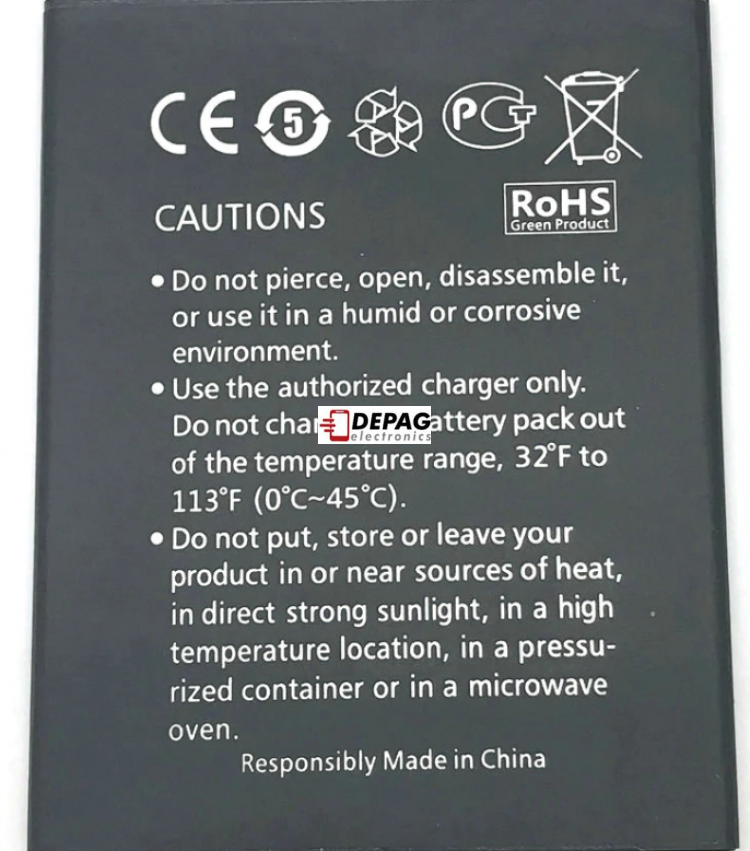 CE 5 PCT
CAUTIONS
RoHS
Green Product
• Do not pierce, open, disassemble it,
or use it in a humid or corrosive
environment.
• Use the authorized charger only.
Do not char DEPAG attery pack out
electronics
of the temperature range, 32°F to
113°F (0°C~45°C).
• Do not put, store or leave your
product in or near sources of heat,
in direct strong sunlight, in a high
temperature location, in a pressu-
rized container or in a microwave
oven.
Responsibly Made in China